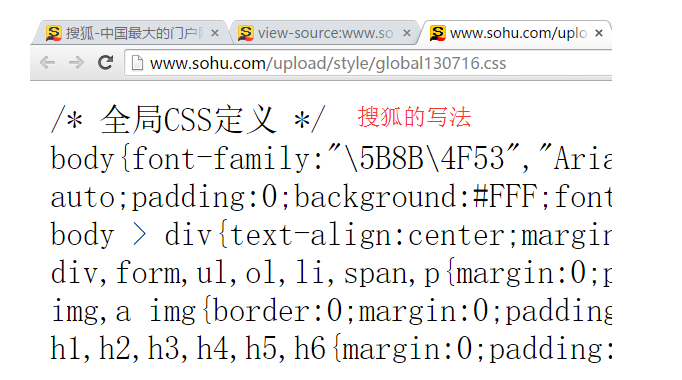 搜狐-中国最大的门户 view-source:www.so www.sohu.com/uplo
www.sohu.com/upload/style/global130716.css
/* 全局CSS定义 */ 搜狐的写法
body{font-family:"\5B8B\4F53","Aria
auto;padding:0;background:#FFF;font
body > div{text-align:center;margin
div,form,ul,ol,li,span,p{margin:0;p
img,a img{border:0;margin:0;padding
h1,h2,h3,h4,h5,h6{margin:0;padding: